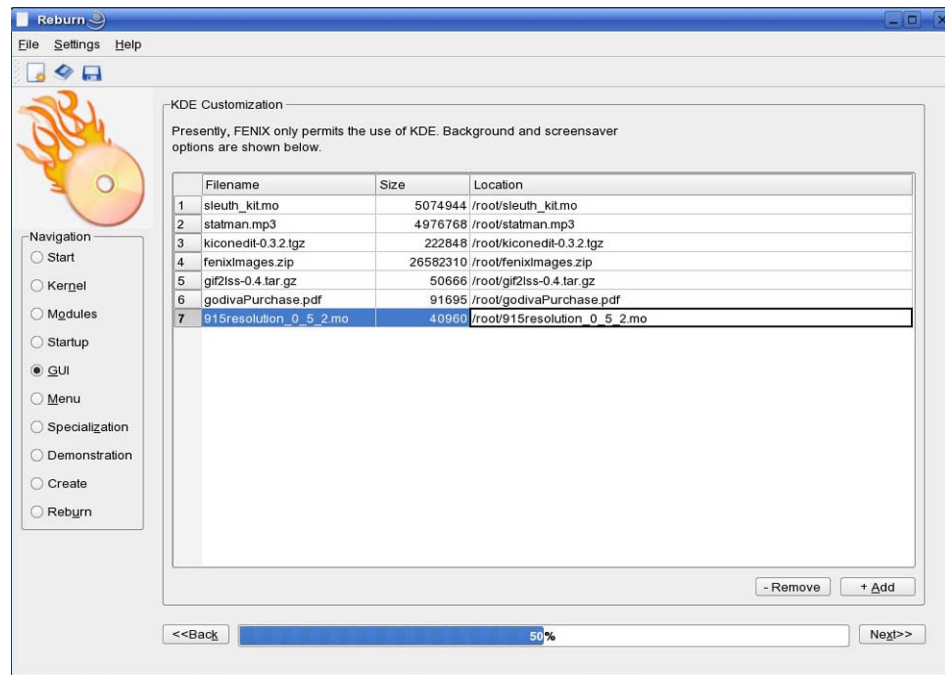 Reburn
File Settings Help
KDE Customization
Presently, FENIX only permits the use of KDE. Background and screensaver
options are shown below.
Filename Size Location
1 sleuth_kit.mo 5074944 /root/sleuth_kit.mo
2 statman.mp3 4976768 /root/statman.mp3
3 kiconedit-0.3.2.tgz 222848 /root/kiconedit-0.3.2.tgz
4 fenixImages.zip 26582310 /root/fenixImages.zip
5 gif2lss-0.4.tar.gz 50666 /root/gif2lss-0.4.tar.gz
6 godivaPurchase.pdf 91695 /root/godivaPurchase.pdf
7 915resolution_0_5_2.mo 40960 /root/915resolution_0_5_2.mo
Navigation
Start
Kernel
Modules
Startup
GUI
Menu
Specialization
Demonstration
Create
Reburn
- Remove + Add
<<Back 50% Next>>